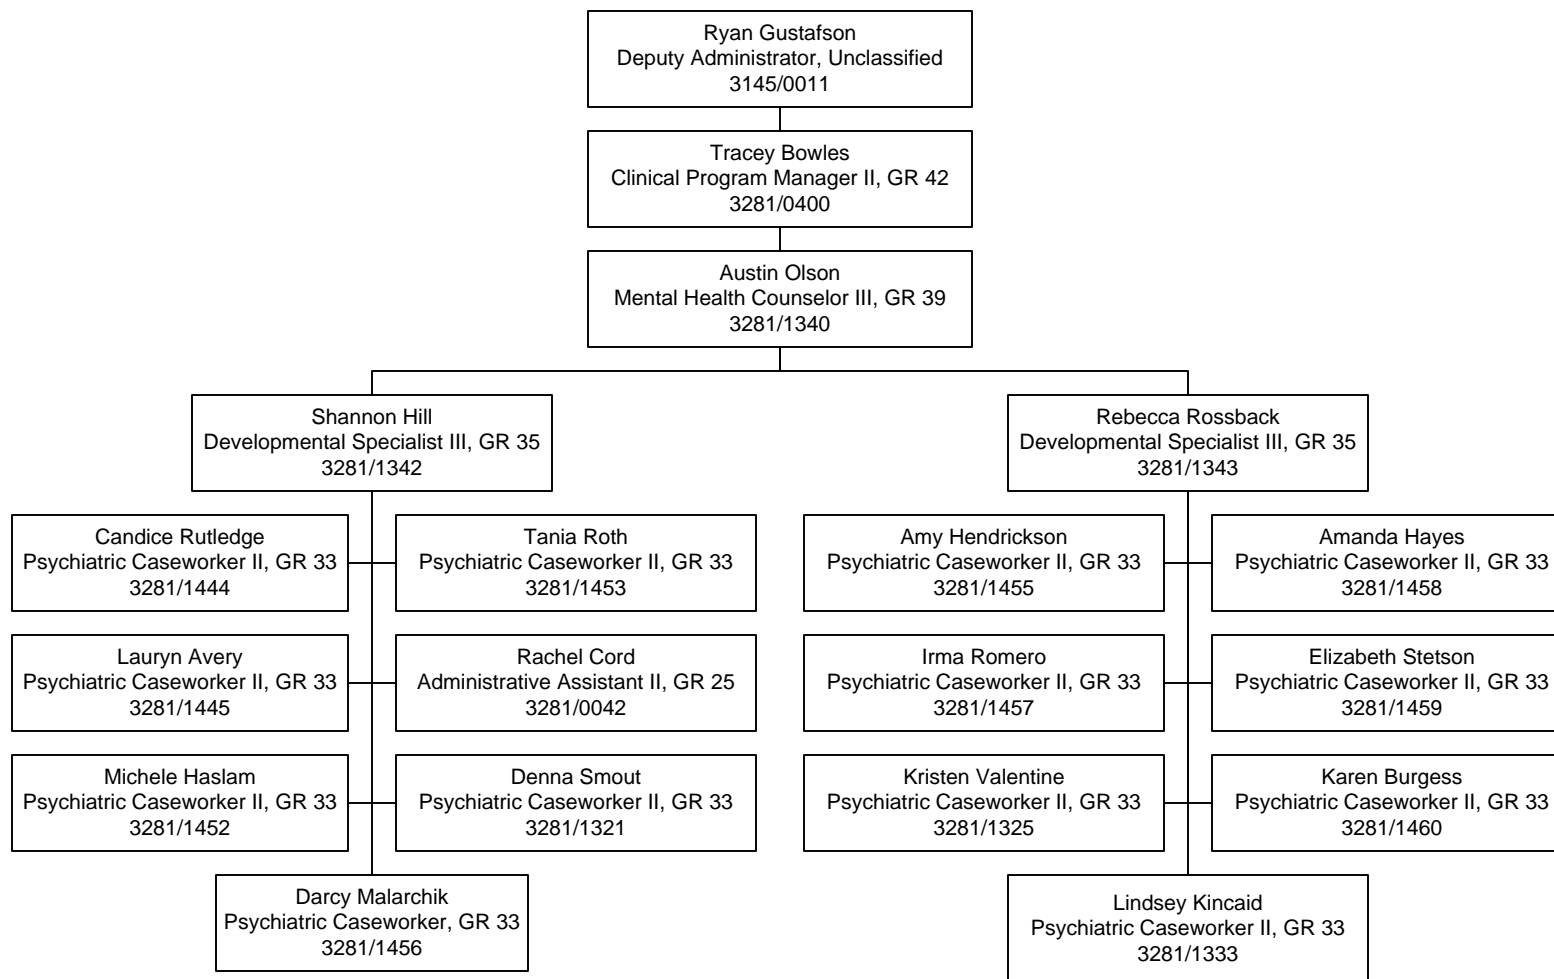 Ryan Gustafson
Deputy Administrator, Unclassified
3145/0011
Tracey Bowles
Clinical Program Manager II, GR 42
3281/0400
Austin Olson
Mental Health Counselor III, GR 39
3281/1340
Shannon Hill
Developmental Specialist III, GR 35
3281/1342
Rebecca Rossback
Developmental Specialist III, GR 35
3281/1343
Candice Rutledge
Psychiatric Caseworker II, GR 33
3281/1444
Tania Roth
Psychiatric Caseworker II, GR 33
3281/1453
Amy Hendrickson
Psychiatric Caseworker II, GR 33
3281/1455
Amanda Hayes
Psychiatric Caseworker II, GR 33
3281/1458
Lauryn Avery
Psychiatric Caseworker II, GR 33
3281/1445
Rachel Cord
Administrative Assistant II, GR 25
3281/0042
Irma Romero
Psychiatric Caseworker II, GR 33
3281/1457
Elizabeth Stetson
Psychiatric Caseworker II, GR 33
3281/1459
Michele Haslam
Psychiatric Caseworker II, GR 33
3281/1452
Denna Smout
Psychiatric Caseworker II, GR 33
3281/1321
Kristen Valentine
Psychiatric Caseworker II, GR 33
3281/1325
Karen Burgess
Psychiatric Caseworker II, GR 33
3281/1460
Darcy Malarchik
Psychiatric Caseworker, GR 33
3281/1456
Lindsey Kincaid
Psychiatric Caseworker II, GR 33
3281/1333